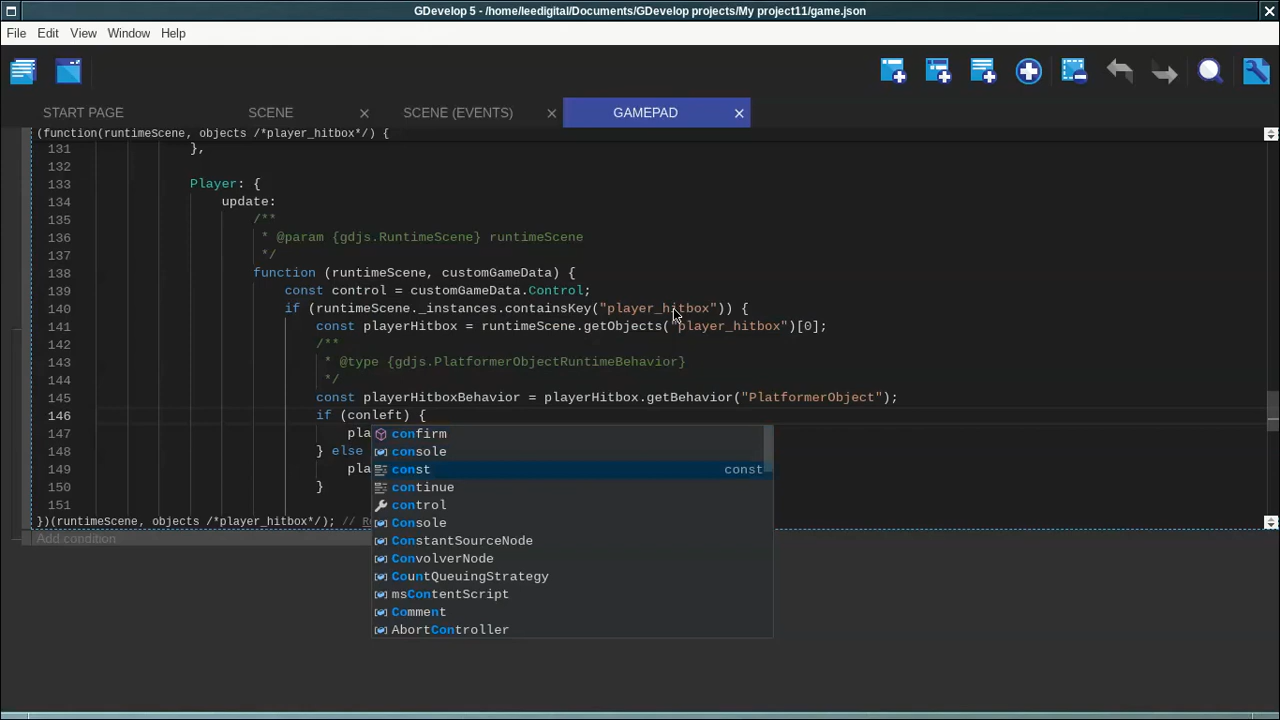 GDevelop 5 - /home/leedigital/Documents/GDevelop projects/My project11/game.json
File Edit View Window Help
START PAGE SCENE SCENE (EVENTS) GAMEPAD
(function(runtimeScene, objects /*player_hitbox*/) {
131 },
132
133 Player: {
134 update:
135 /**
136 * @param {gdjs.RuntimeScene} runtimeScene
137 */
138 function (runtimeScene, customGameData) {
139 const control = customGameData.Control;
140 if (runtimeScene._instances.containsKey("player_hitbox")) {
141 const playerHitbox = runtimeScene.getObjects("player_hitbox")[0];
142 /**
143 * @type {gdjs.PlatformerObjectRuntimeBehavior}
144 */
145 const playerHitboxBehavior = playerHitbox.getBehavior("PlatformerObject");
146 if (conleft) {
147 pla
148 } else
149 pla
150 }
151
})(runtimeScene, objects /*player_hitbox*/); //
Add condition
confirm
console
const const
continue
control
Console
ConstantSourceNode
ConvolverNode
CountQueuingStrategy
msContentScript
Comment
AbortController